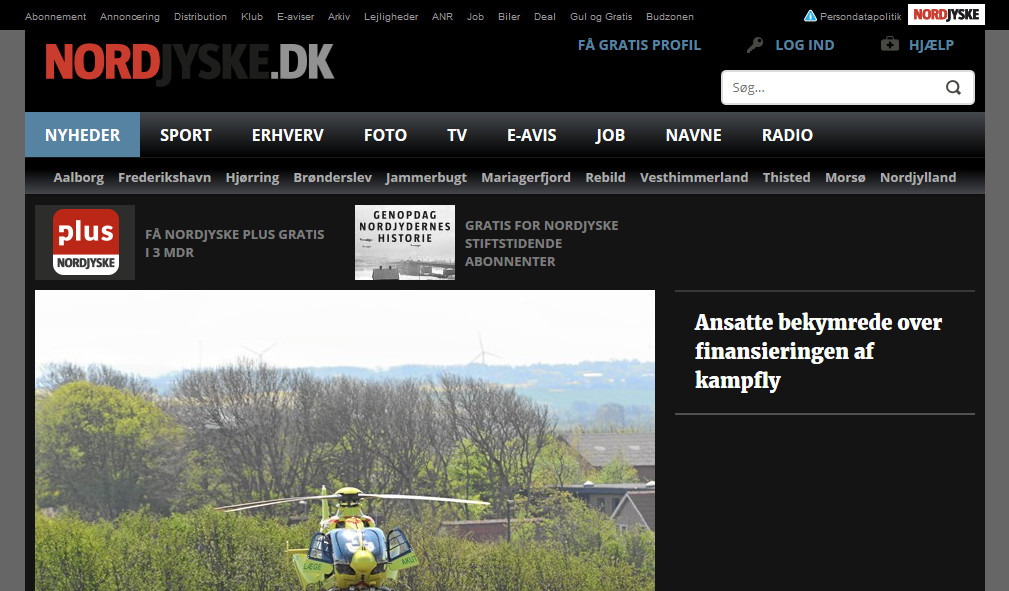 Abonnement Annoncering Distribution Klub E-aviser Arkiv Lejligheder ANR Job Biler Deal Gul og Gratis Budzonen Persondatapolitik NORDJYSKE
NORDJYSKE.DK
FÅ GRATIS PROFIL LOG IND HJÆLP
Søg...
NYHEDER SPORT ERHVERV FOTO TV E-AVIS JOB NAVNE RADIO
Aalborg Frederikshavn Hjørring Brønderslev Jammerbugt Mariagerfjord Rebild Vesthimmerland Thisted Morsø Nordjylland
plus
NORDJYSKE
FÅ NORDJYSKE PLUS GRATIS
I 3 MDR
GENOPDAG
NORDJYDERNES
HISTORIE
GRATIS FOR NORDJYSKE
STIFTSTIDENDE
ABONNENTER
Ansatte bekymrede over
finansieringen af
kampfly
LÆGE